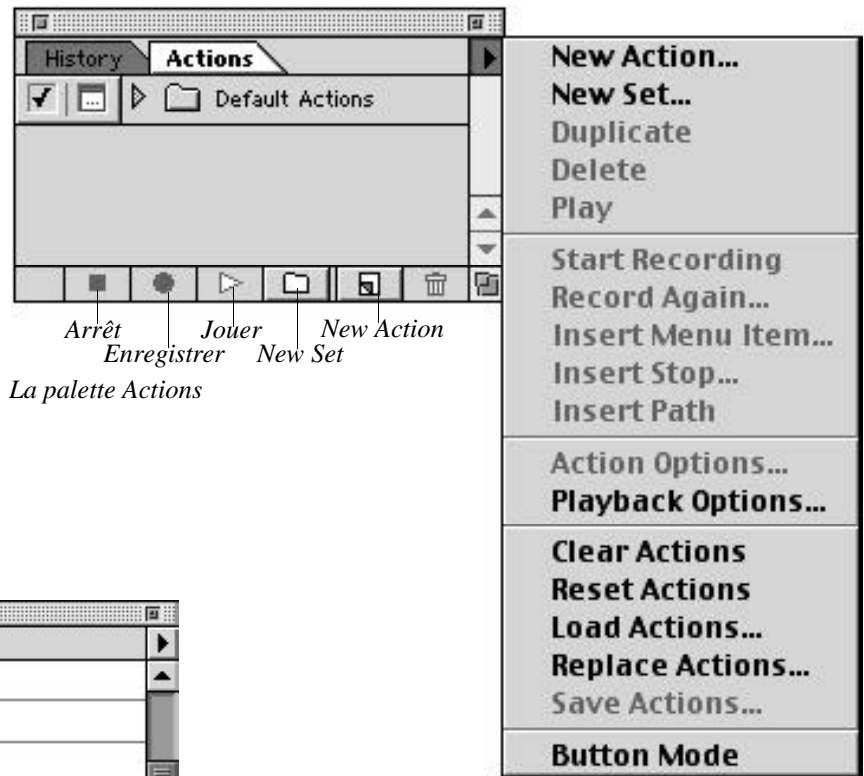 History Actions
Default Actions
Arrêt Jouer New Action
Enregistrer New Set
La palette Actions
New Action...
New Set...
Duplicate
Delete
Play
Start Recording
Record Again...
Insert Menu Item...
Insert Stop...
Insert Path
Action Options...
Playback Options...
Clear Actions
Reset Actions
Load Actions...
Replace Actions...
Save Actions...
Button Mode